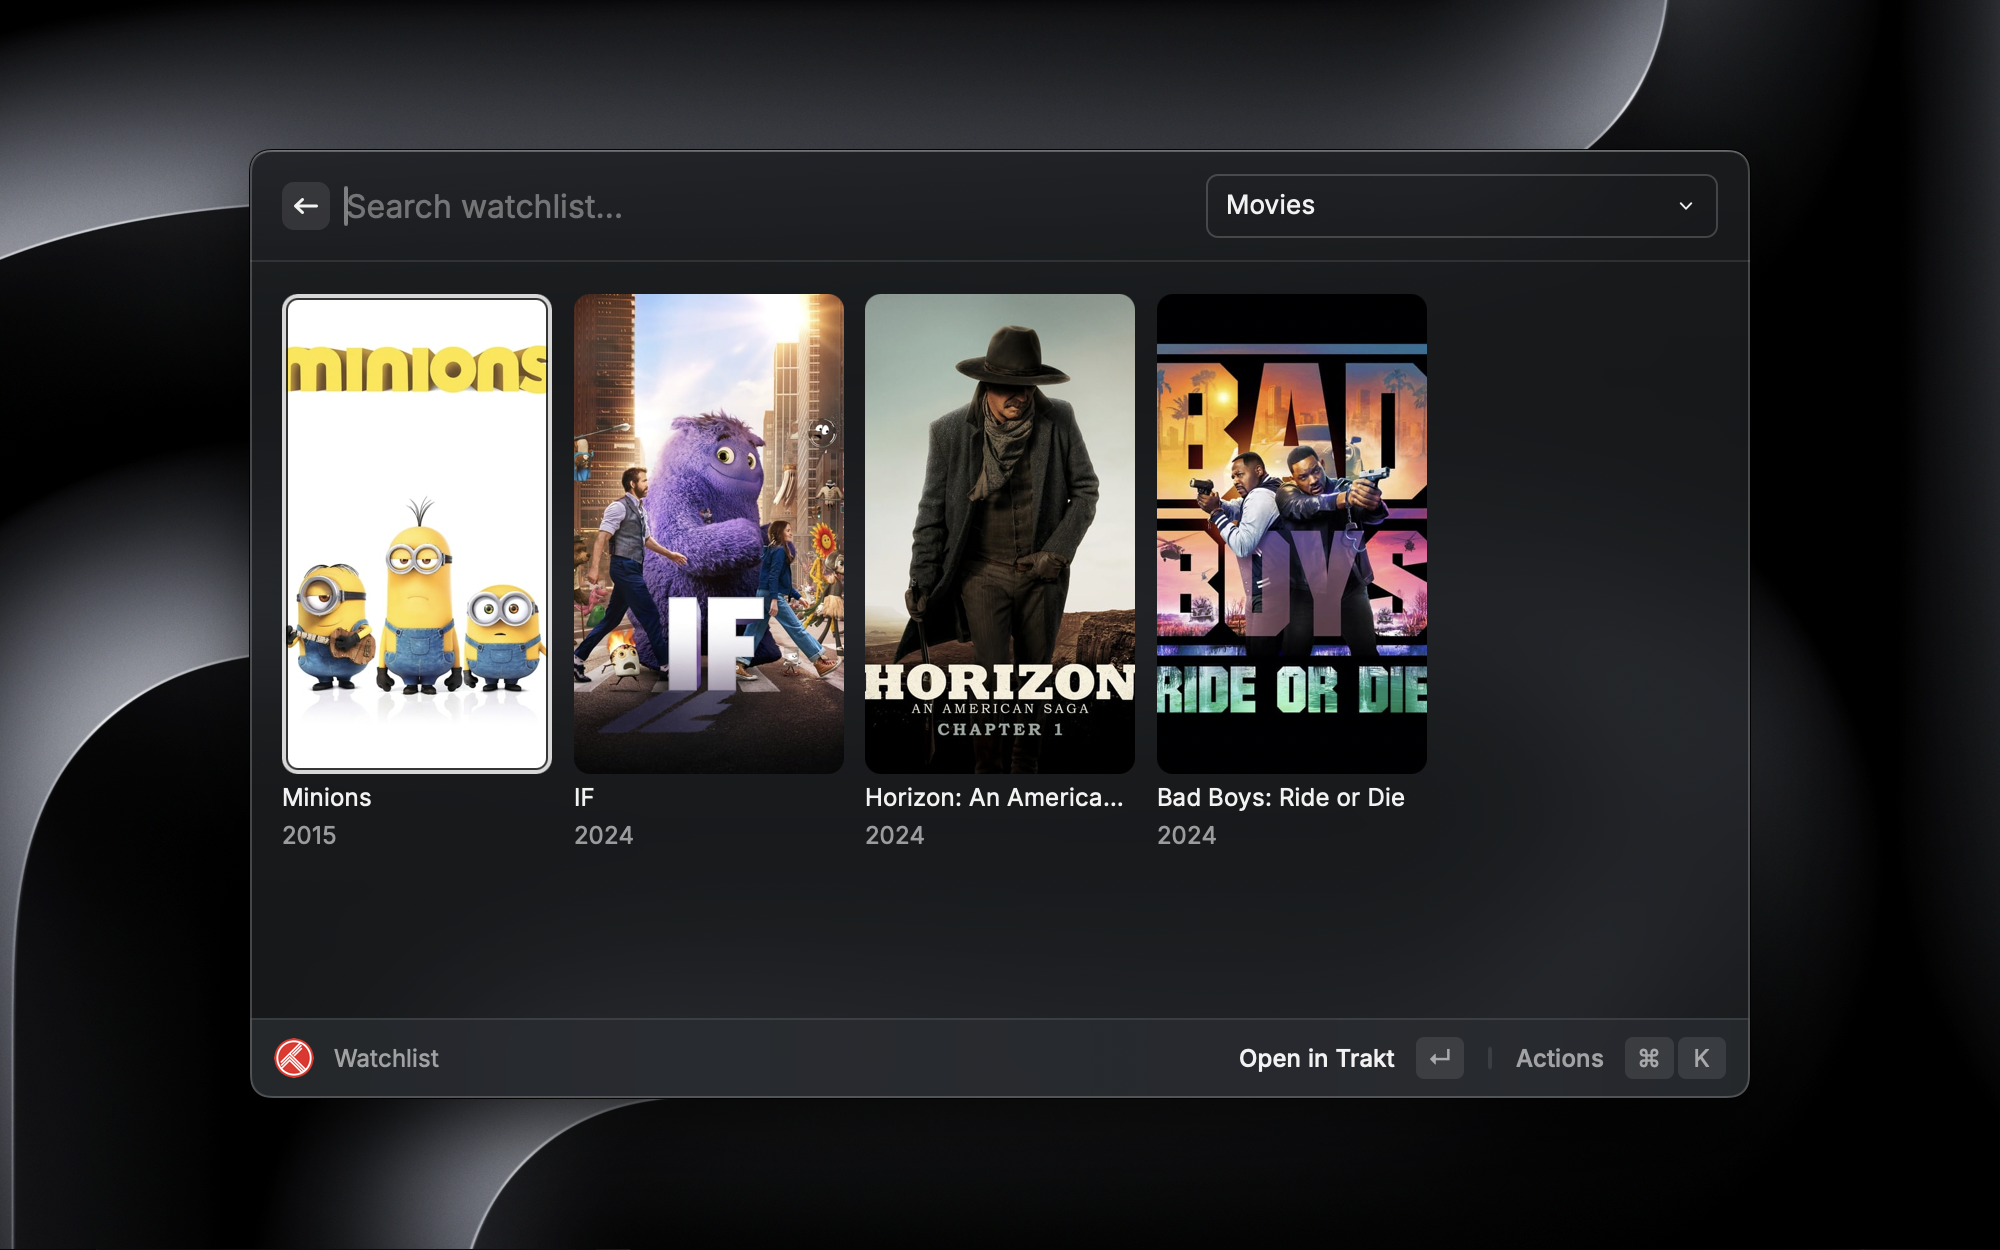 Search watchlist...
Movies
minions
IF
HORIZON
AN AMERICAN SAGA
CHAPTER 1
BAD
BOYS
RIDE OR DIE
Minions
2015
IF
2024
Horizon: An America...
2024
Bad Boys: Ride or Die
2024
Watchlist
Open in Trakt
Actions
⌘ K